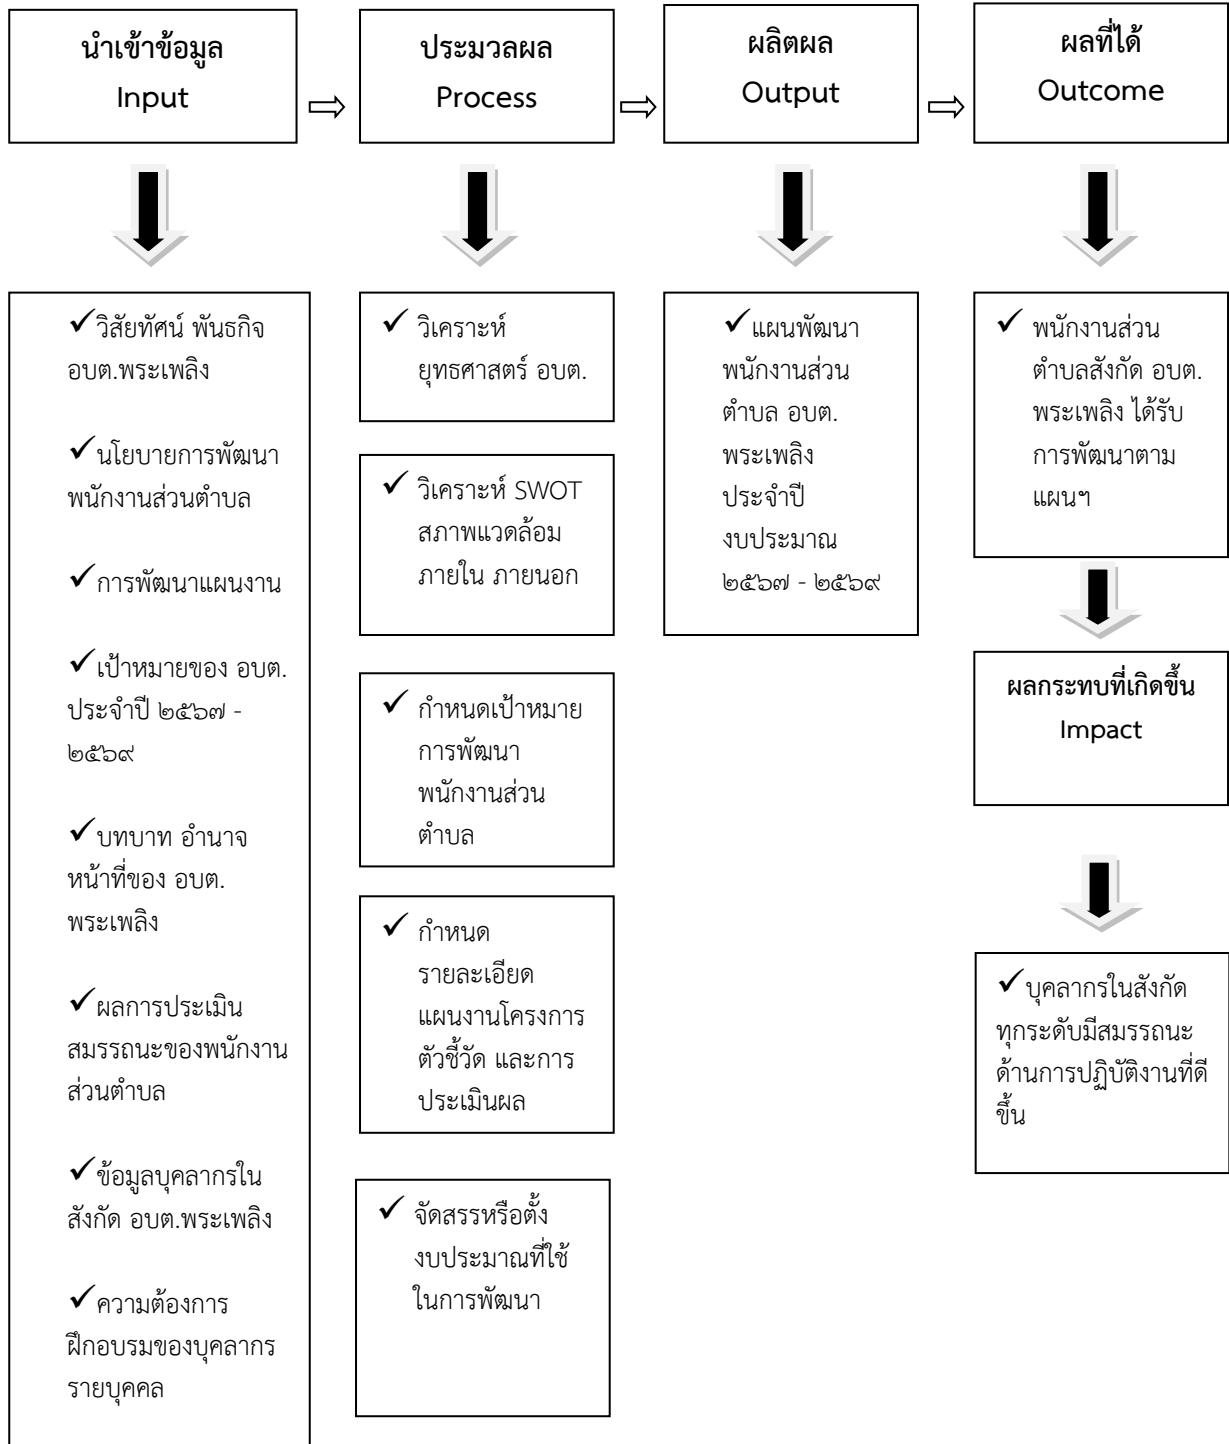 นำเข้าข้อมูล
Input
ประมวลผล
Process
ผลิตผล
Output
ผลที่ได้
Outcome
✓วิสัยทัศน์ พันธกิจ
อบต.พระเพลิง
✓นโยบายการพัฒนา
พนักงานส่วนตำบล
✓การพัฒนาแผนงาน
✓เป้าหมายของ อบต.
ประจำปี ๒๕๖๗ -
๒๕๖๙
✓บทบาท อำนาจ
หน้าที่ของ อบต.
พระเพลิง
✓ผลการประเมิน
สมรรถนะของพนักงาน
ส่วนตำบล
✓ข้อมูลบุคลากรใน
สังกัด อบต.พระเพลิง
✓ความต้องการ
ฝึกอบรมของบุคลากร
รายบุคคล
✓ วิเคราะห์
ยุทธศาสตร์ อบต.
✓ วิเคราะห์ SWOT
สภาพแวดล้อม
ภายใน ภายนอก
✓ กำหนดเป้าหมาย
การพัฒนา
พนักงานส่วน
ตำบล
✓ กำหนด
รายละเอียด
แผนงานโครงการ
ตัวชี้วัด และการ
ประเมินผล
✓ จัดสรรหรือตั้ง
งบประมาณที่ใช้
ในการพัฒนา
✓แผนพัฒนา
พนักงานส่วน
ตำบล อบต.
พระเพลิง
ประจำปี
งบประมาณ
๒๕๖๗ - ๒๕๖๙
✓ พนักงานส่วน
ตำบลสังกัด อบต.
พระเพลิง ได้รับ
การพัฒนาตาม
แผนฯ
ผลกระทบที่เกิดขึ้น
Impact
✓บุคลากรในสังกัด
ทุกระดับมีสมรรถนะ
ด้านการปฏิบัติงานที่ดี
ขึ้น